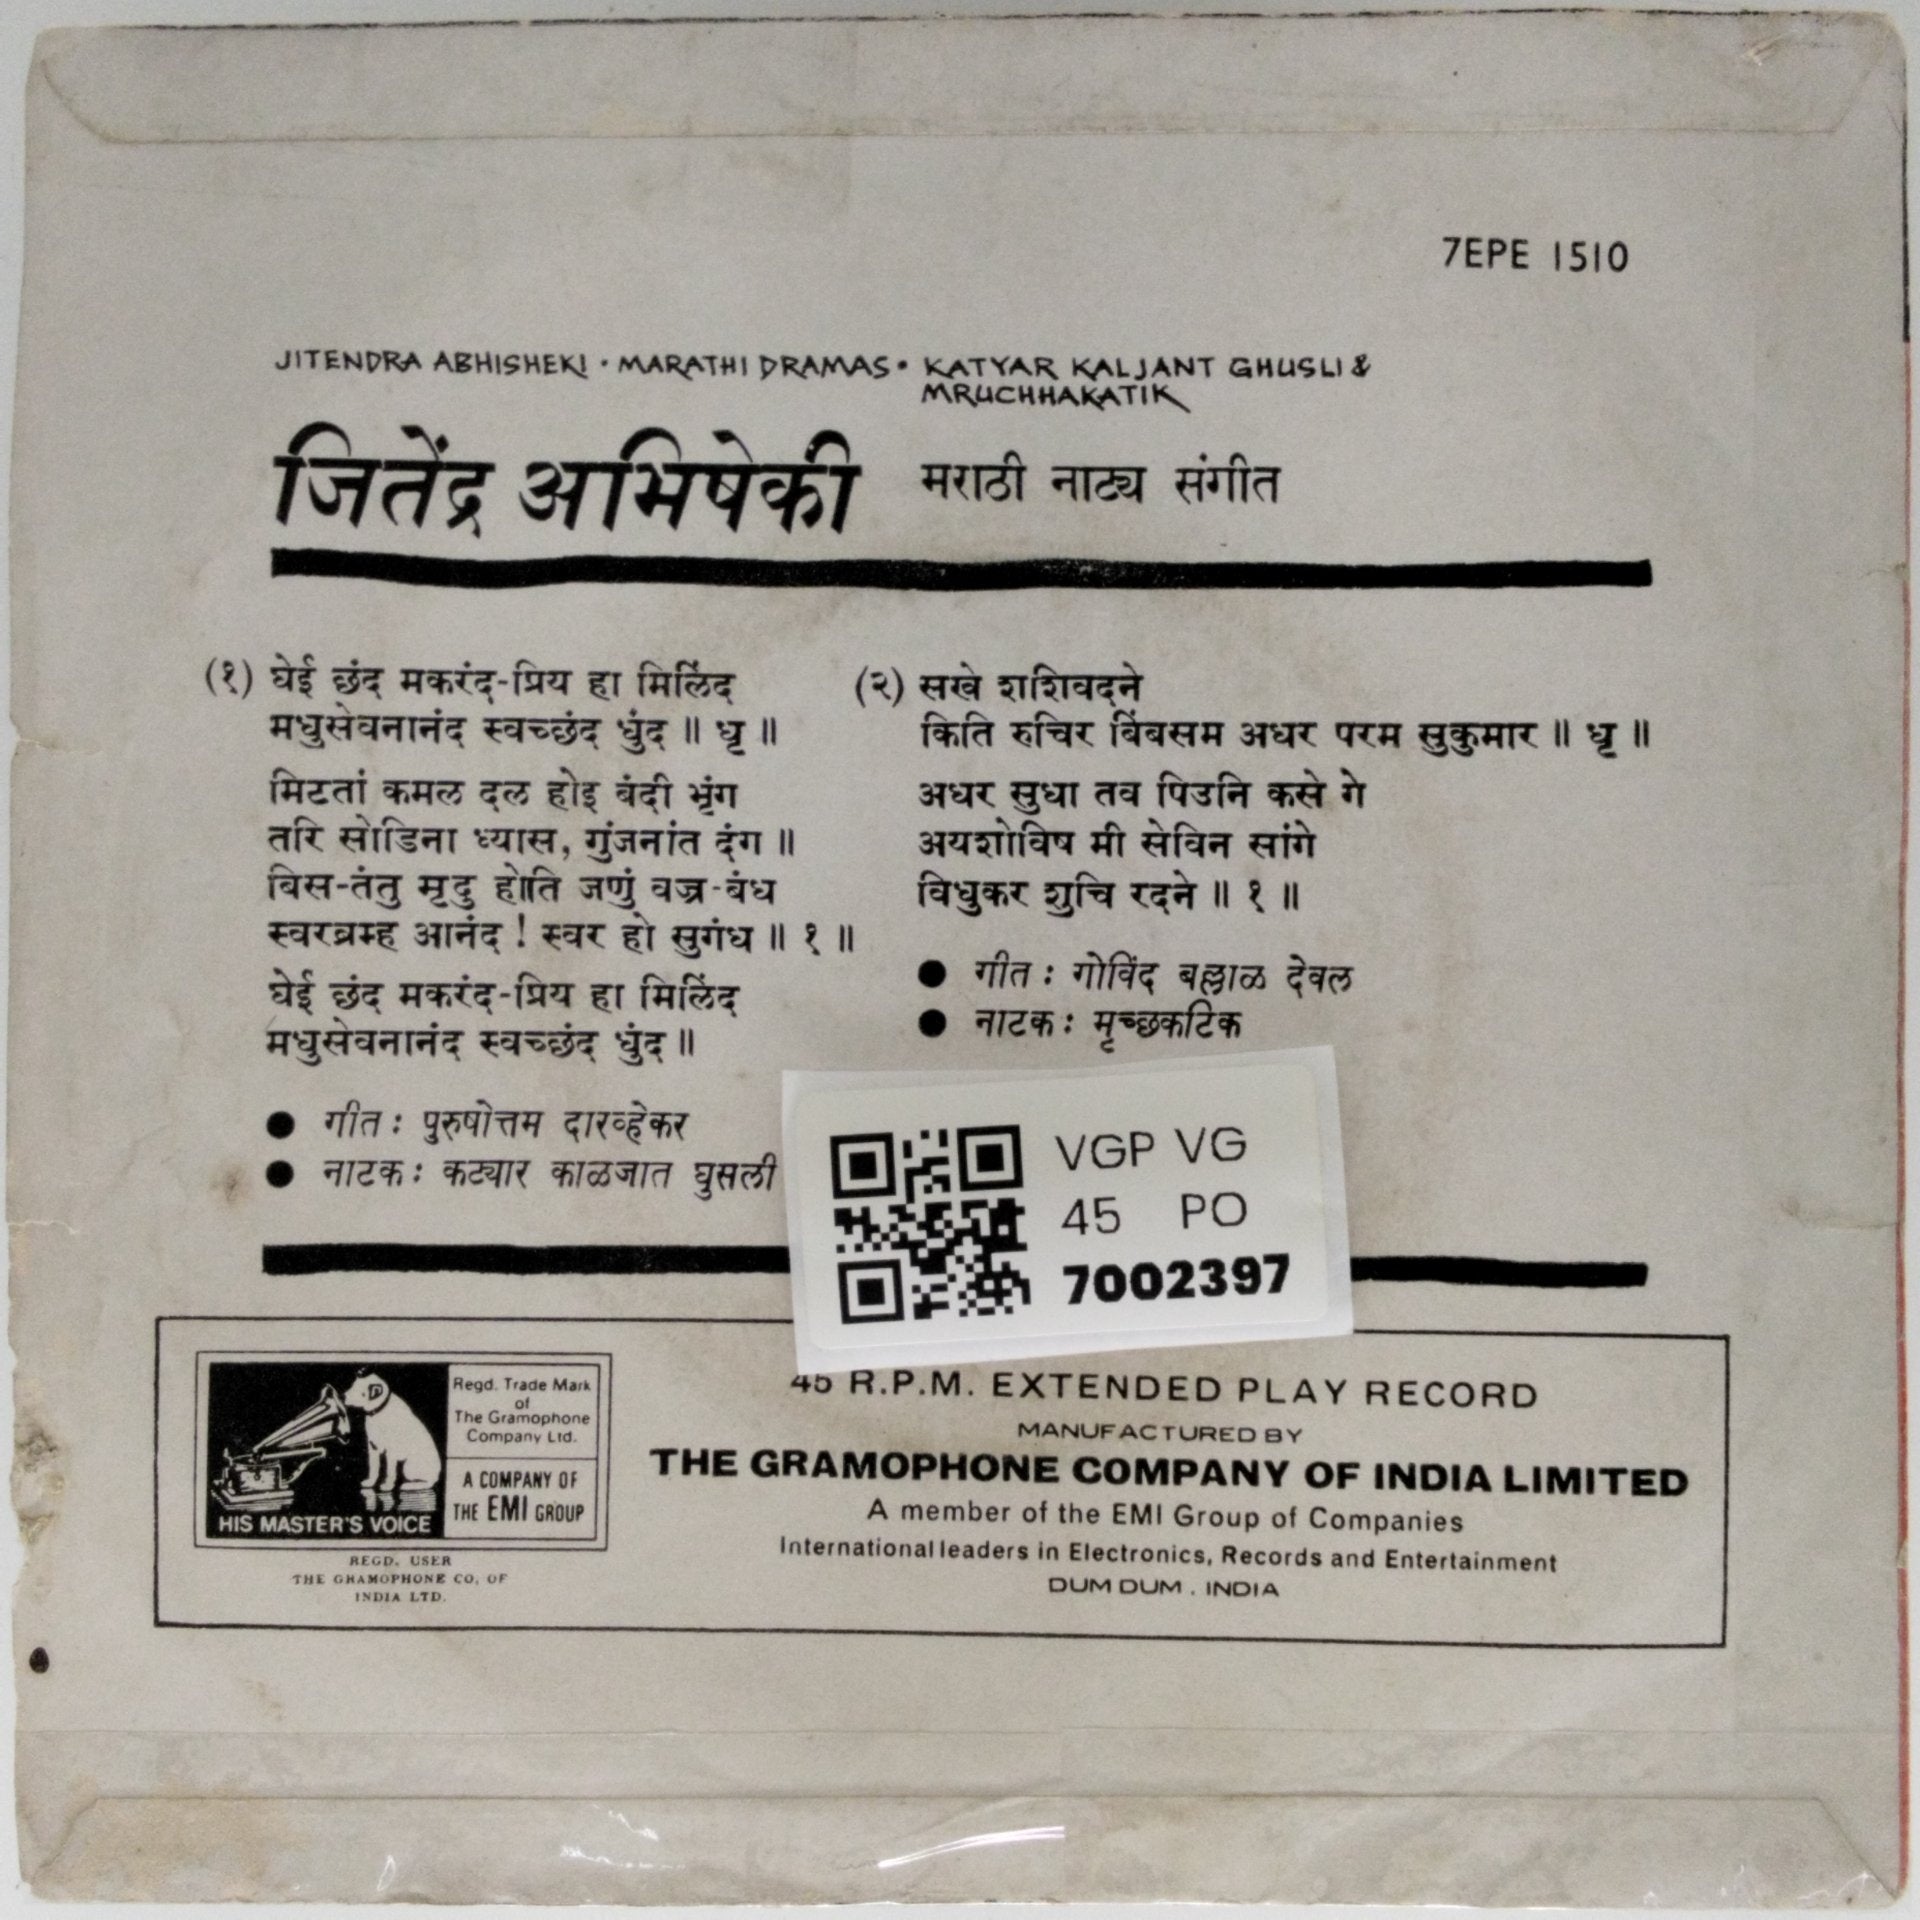 7EPE 1510
JITENDRA ABHISHEKI • MARATHI DRAMAS • KATYAR KALJANT GHUSLI &
MRUCHHAKATIK
जितेंद्र अभिषेकी मराठी नाट्य संगीत
(१) घेई छंद मकरंद-प्रिय हा मिलिंद
मधुसेवनानंद स्वच्छंद धुंद ॥ धृ ॥
मिटतां कमल दल होइ बंदी भृंग
तरि सोडिना ध्यास, गुंजनांत दंग ॥
बिस-तंतु मृदु होति जणुं वज्र-बंध
स्वरब्रम्ह आनंद ! स्वर हो सुगंध ॥ १ ॥
घेई छंद मकरंद-प्रिय हा मिलिंद
मधुसेवनानंद स्वच्छंद धुंद ॥
● गीत : पुरुषोत्तम दारव्हेकर
● नाटक : कट्यार काळजात घुसली
(२) सखे शशिवदने
किति रुचिर बिंबसम अधर परम सुकुमार ॥ धृ ॥
अधर सुधा तव पिउनि कसे गे
अयशोविष मी सेविन सांगे
विधुकर शुचि रदने ॥ १ ॥
● गीत : गोविंद बल्लाळ देवल
● नाटक : मृच्छकटिक
VGP VG
45 PO
7002397
HIS MASTER'S VOICE
Regd. Trade Mark
of
The Gramophone
Company Ltd.
A COMPANY OF
THE EMI GROUP
REGD. USER
THE GRAMOPHONE CO. OF
INDIA LTD.
45 R.P.M. EXTENDED PLAY RECORD
MANUFACTURED BY
THE GRAMOPHONE COMPANY OF INDIA LIMITED
A member of the EMI Group of Companies
International leaders in Electronics, Records and Entertainment
DUM DUM . INDIA